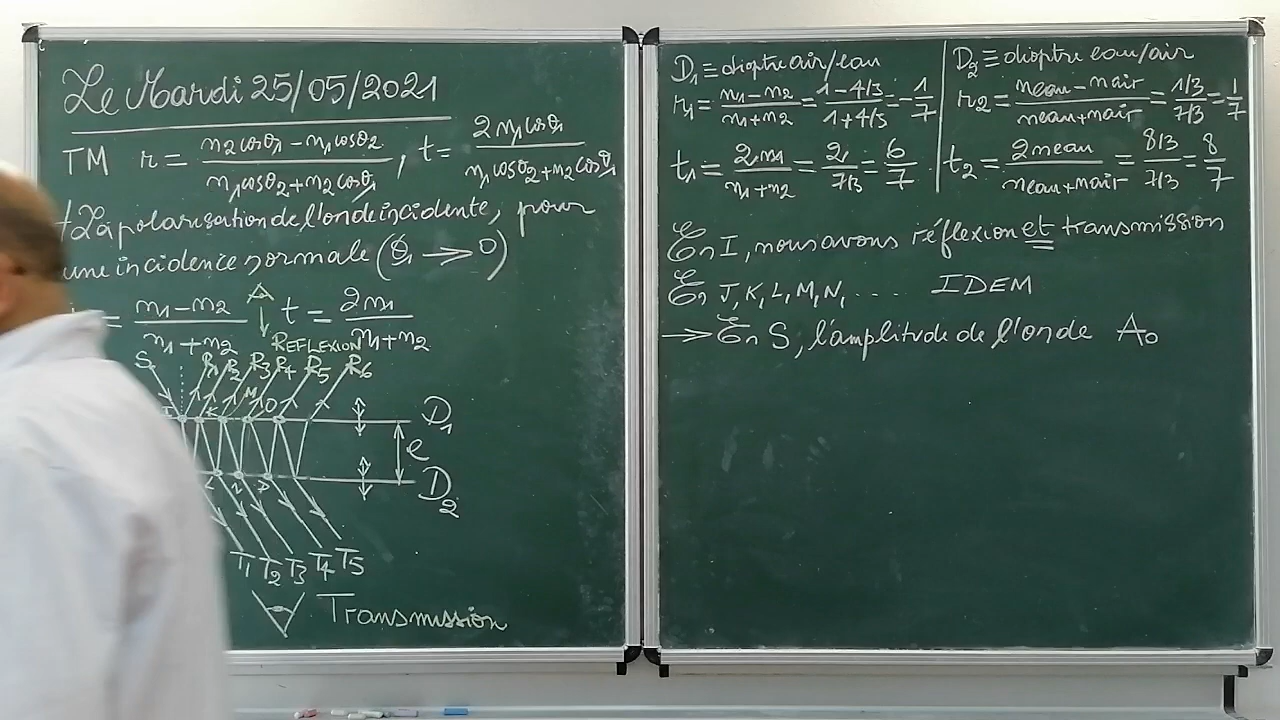 Le Mardi 25/05/2021
TM r = (n2cosθ1 - n1cosθ2)/(n1cosθ2 + n2cosθ1), t = 2n1cosθ1/(n1cosθ2 + n2cosθ1)
+ La polarisation de l'onde incidente, pour
une incidence normale (θ1 → 0)
= (n1 - n2)/(n1 + n2) t = 2n1/(n1 + n2)
REFLEXION
S R1 R2 R3 R4 R5 R6
I K M O D1
e
L N P D2
T1 T2 T3 T4 T5
Transmission
D1 ≡ dioptre air/eau
r1 = (n1 - n2)/(n1 + n2) = (1 - 4/3)/(1 + 4/3) = -1/7
t1 = 2n1/(n1 + n2) = 2/(7/3) = 6/7
D2 ≡ dioptre eau/air
r2 = (neau - nair)/(neau + nair) = (1/3)/(7/3) = 1/7
t2 = 2neau/(neau + nair) = (8/3)/(7/3) = 8/7
En I, nous avons réflexion et transmission
En J, K, L, M, N, .... IDEM
→ En S, l'amplitude de l'onde A0